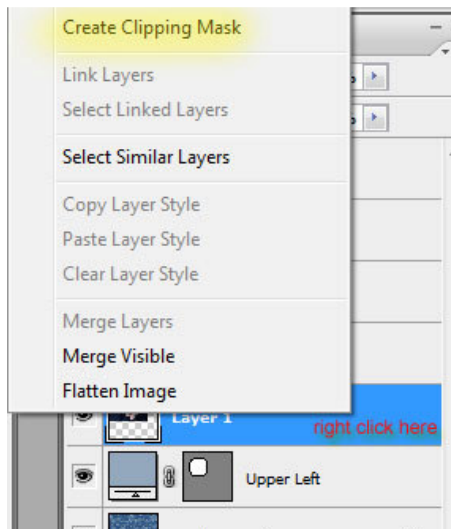 Create Clipping Mask
Link Layers
Select Linked Layers
Select Similar Layers
Copy Layer Style
Paste Layer Style
Clear Layer Style
Merge Layers
Merge Visible
Flatten Image
Layer 1
right click here
Upper Left